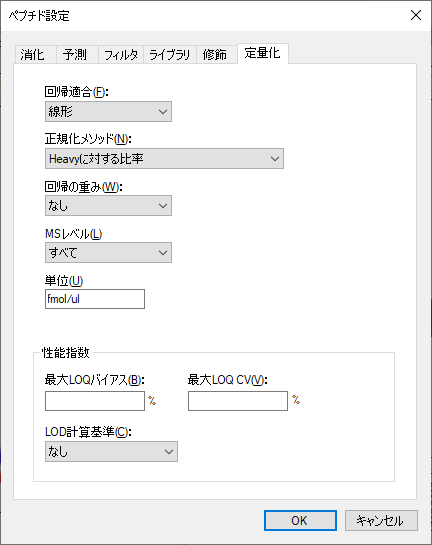 ペプチド設定
消化 予測 フィルタ ライブラリ 修飾 定量化
回帰適合(F):
線形
正規化メソッド(N):
Heavyに対する比率
回帰の重み(W):
なし
MSレベル(L)
すべて
単位(U)
fmol/ul
性能指数
最大LOQバイアス(B): 最大LOQ CV(V):
% %
LOD計算基準(C):
なし
OK キャンセル